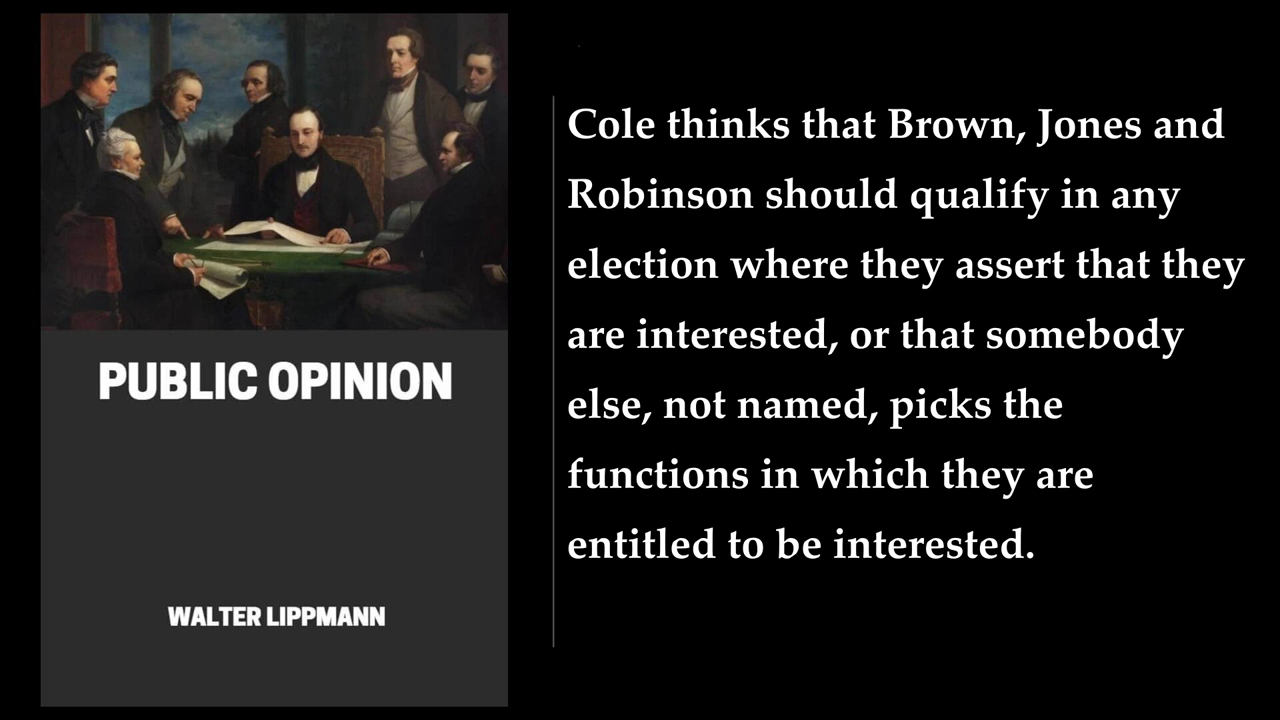 PUBLIC OPINION
WALTER LIPPMANN
Cole thinks that Brown, Jones and
Robinson should qualify in any
election where they assert that they
are interested, or that somebody
else, not named, picks the
functions in which they are
entitled to be interested.